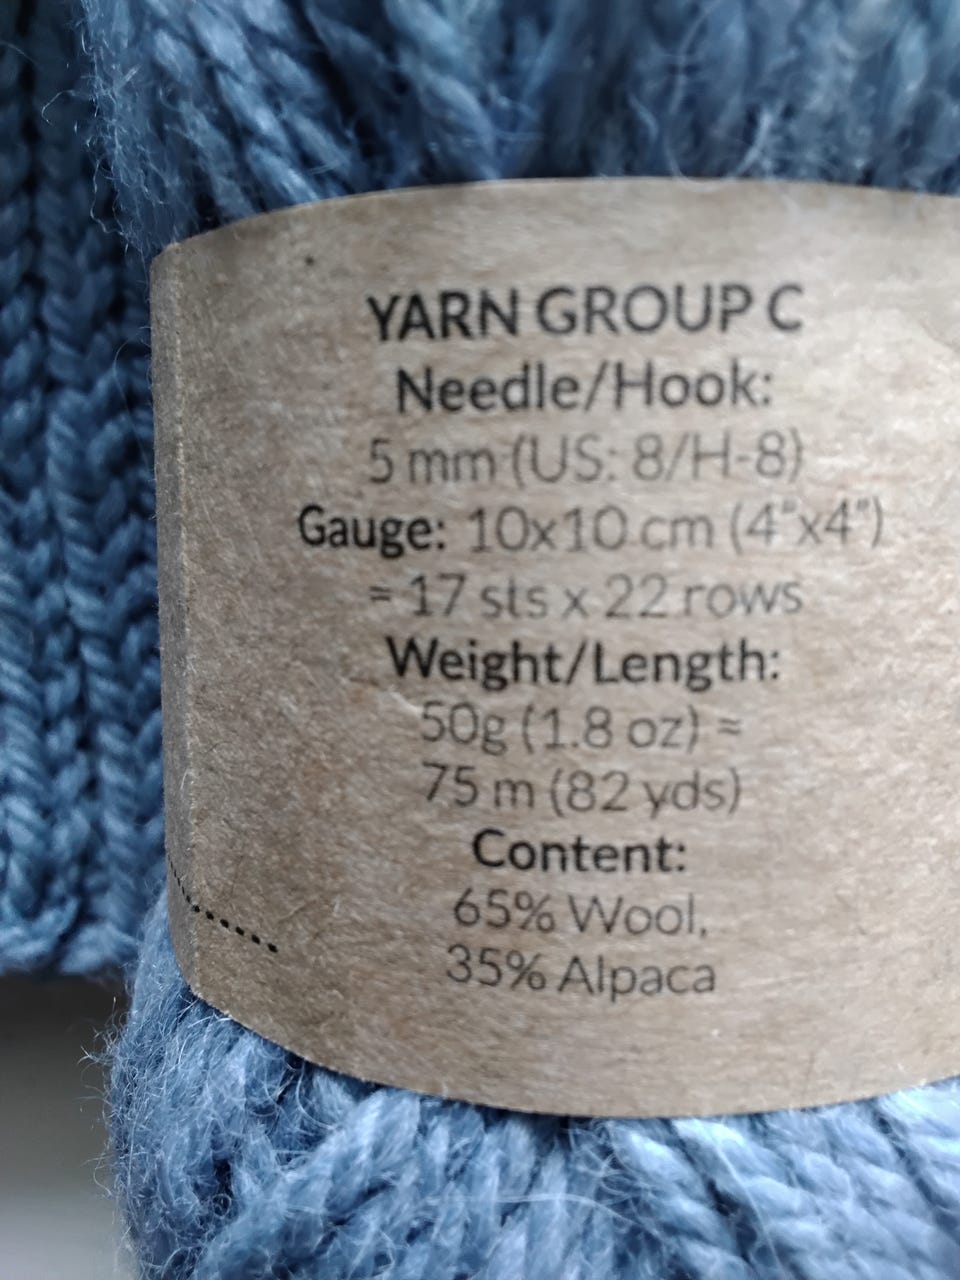 YARN GROUP C
Needle/Hook:
5 mm (US: 8/H-8)
Gauge: 10x10 cm (4"x4")
= 17 sts x 22 rows
Weight/Length:
50g (1.8 oz) =
75 m (82 yds)
Content:
65% Wool,
35% Alpaca